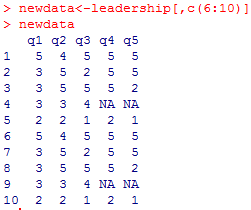 > newdata<-leadership[,c(6:10)]
> newdata
q1 q2 q3 q4 q5
1 5 4 5 5 5
2 3 5 2 5 5
3 3 5 5 5 2
4 3 3 4 NA NA
5 2 2 1 2 1
6 5 4 5 5 5
7 3 5 2 5 5
8 3 5 5 5 2
9 3 3 4 NA NA
10 2 2 1 2 1